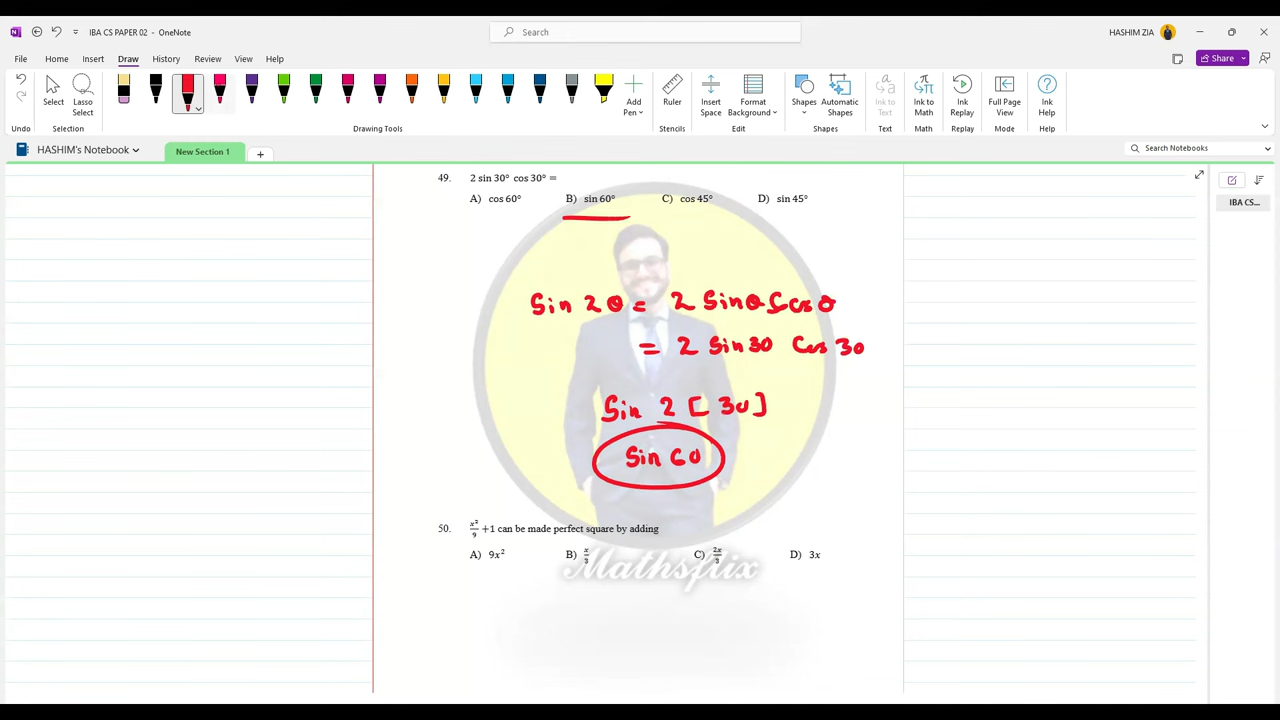 IBA CS PAPER 02 - OneNote
Search
HASHIM ZIA
File Home Insert Draw History Review View Help
Share
Undo
Select
Lasso Select
Add Pen
Ruler
Insert Space
Format Background
Shapes
Automatic Shapes
Ink to Text
Ink to Math
Ink Replay
Full Page View
Ink Help
Undo Selection Drawing Tools Stencils Edit Shapes Text Math Replay Mode Help
HASHIM's Notebook New Section 1 + Search Notebooks
IBA CS...
49. 2 sin 30° cos 30° =
A) cos 60° B) sin 60° C) cos 45° D) sin 45°
Sin 2θ = 2 Sinθ Cosθ
= 2 Sin30 Cos 30
Sin 2 [ 30 ]
Sin 60
50. x²/9 +1 can be made perfect square by adding
A) 9x² B) x/3 C) 2x/3 D) 3x
Mathsflix